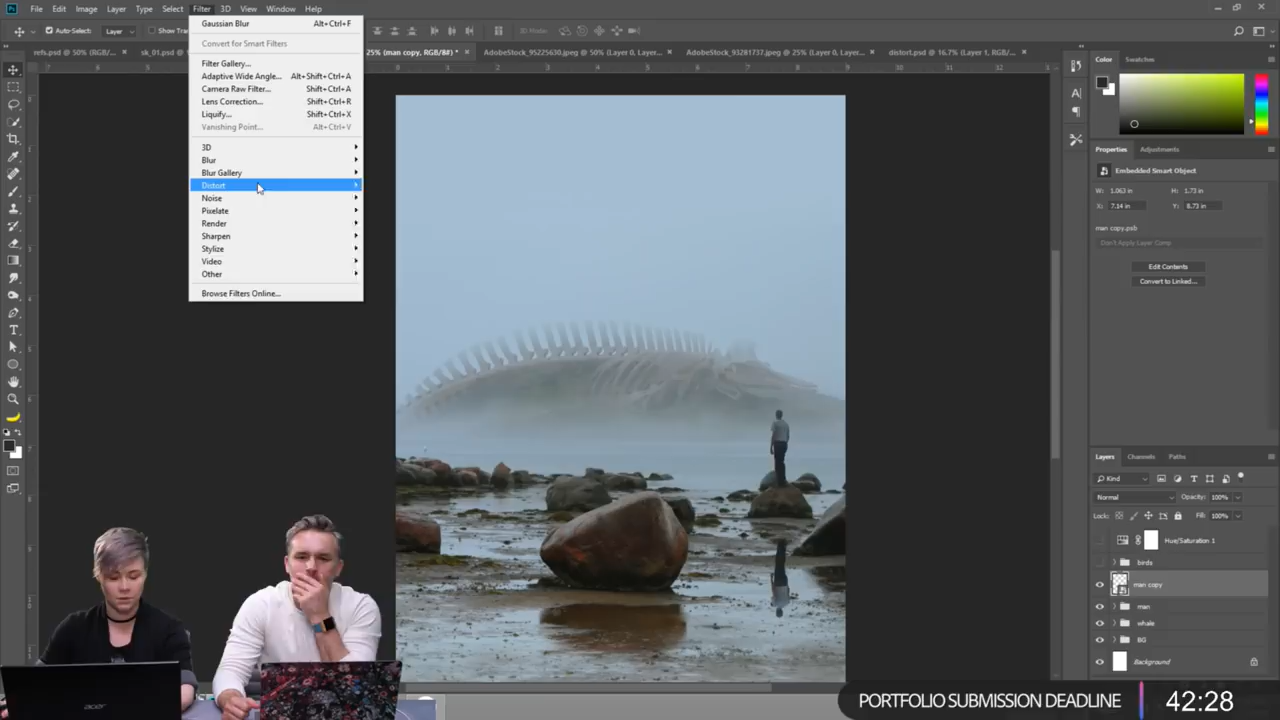 File Edit Image Layer Type Select Filter 3D View Window Help
Auto-Select: Layer Show Tra 3D Mode:
refs.psd @ 50% (RGB/8#) × sk_01.psd @ 25% (man copy, RGB/8#) * × AdobeStock_95225630.jpeg @ 50% (Layer 0, Layer... × AdobeStock_93281737.jpeg @ 25% (Layer 0, Layer... × distort.psd @ 16.7% (Layer 1, RGB/8#) ×
Gaussian Blur Alt+Ctrl+F
Convert for Smart Filters
Filter Gallery...
Adaptive Wide Angle... Alt+Shift+Ctrl+A
Camera Raw Filter... Shift+Ctrl+A
Lens Correction... Shift+Ctrl+R
Liquify... Shift+Ctrl+X
Vanishing Point... Alt+Ctrl+V
3D
Blur
Blur Gallery
Distort
Noise
Pixelate
Render
Sharpen
Stylize
Video
Other
Browse Filters Online...
Color Swatches
Properties Adjustments
Embedded Smart Object
W: 1.063 in H: 1.73 in
X: 7.14 in Y: 8.73 in
man copy.psb
Don't Apply Layer Comp
Edit Contents
Convert to Linked...
Layers Channels Paths
Kind
Normal Opacity: 100%
Lock: Fill: 100%
Hue/Saturation 1
birds
man copy
man
whale
BG
Background
acer
PORTFOLIO SUBMISSION DEADLINE 42:28